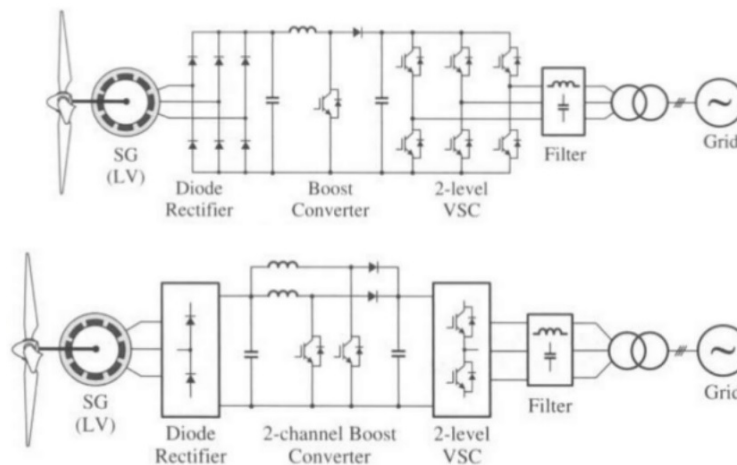 SG
(LV)
Diode
Rectifier
Boost
Converter
2-level
VSC
Filter
Grid
SG
(LV)
Diode
Rectifier
2-channel Boost
Converter
2-level
VSC
Filter
Grid